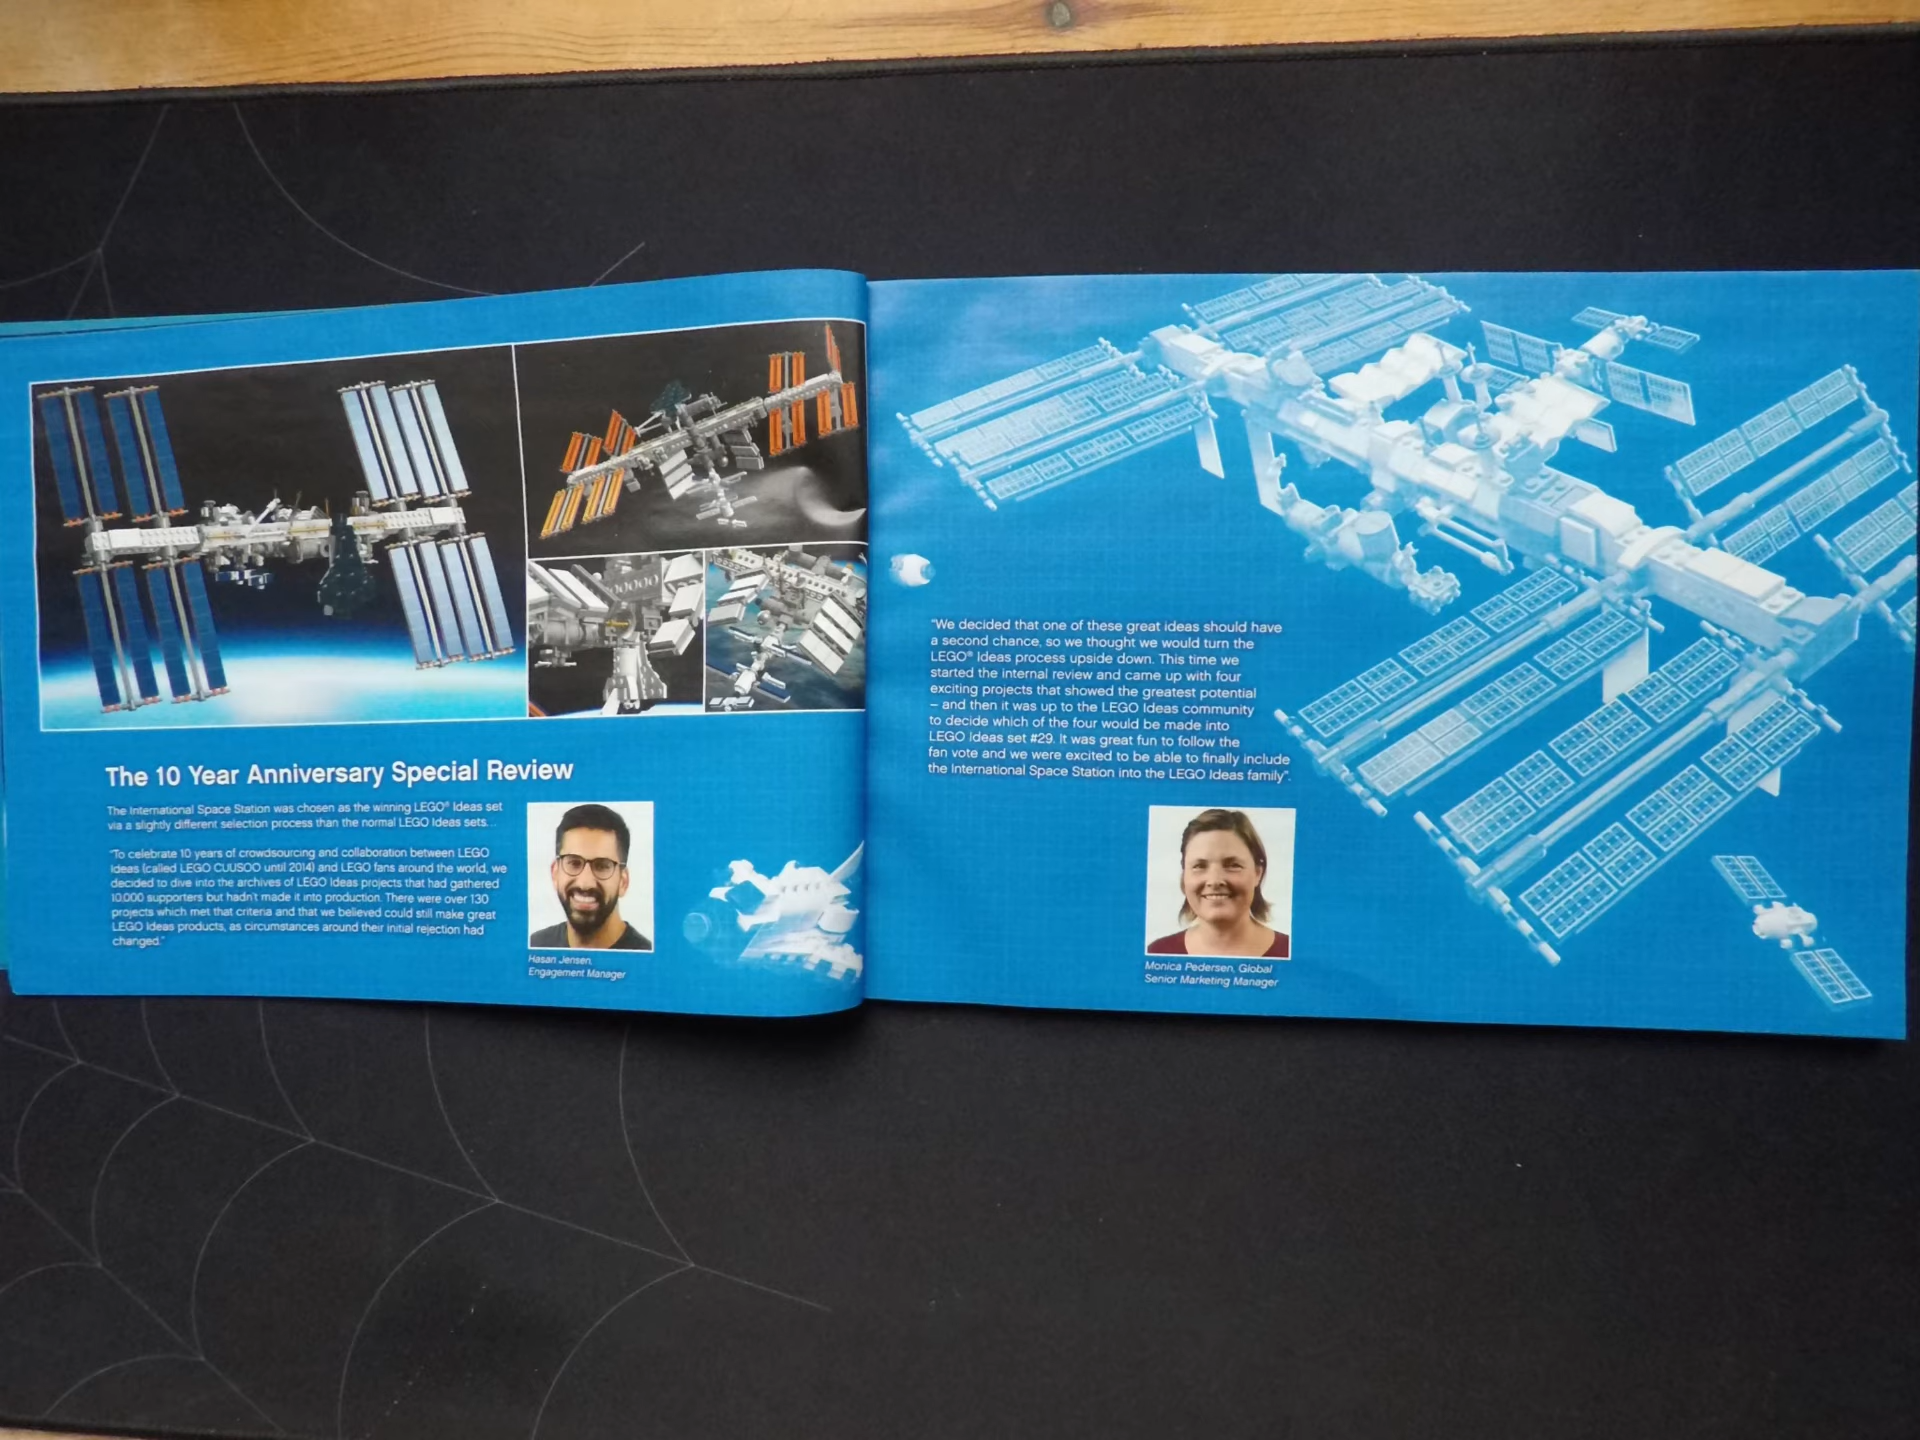 The 10 Year Anniversary Special Review
The International Space Station was chosen as the winning LEGO® Ideas set
via a slightly different selection process than the normal LEGO Ideas sets...
"To celebrate 10 years of crowdsourcing and collaboration between LEGO
Ideas (called LEGO CUUSOO until 2014) and LEGO fans around the world, we
decided to dive into the archives of LEGO Ideas projects that had gathered
10,000 supporters but hadn't made it into production. There were over 130
projects which met that criteria and that we believed could still make great
LEGO Ideas products, as circumstances around their initial rejection had
changed."
Hasan Jensen,
Engagement Manager
"We decided that one of these great ideas should have
a second chance, so we thought we would turn the
LEGO® Ideas process upside down. This time we
started the internal review and came up with four
exciting projects that showed the greatest potential
– and then it was up to the LEGO Ideas community
to decide which of the four would be made into
LEGO Ideas set #29. It was great fun to follow the
fan vote and we were excited to be able to finally include
the International Space Station into the LEGO Ideas family".
Monica Pedersen, Global
Senior Marketing Manager